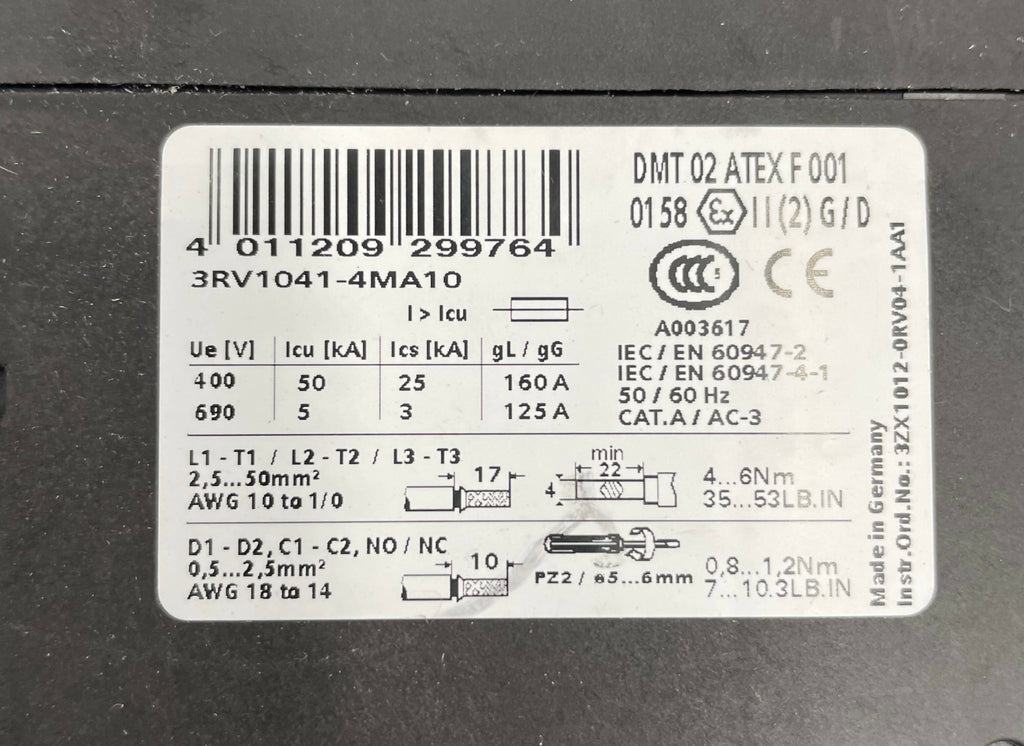 4 011209 299764
3RV1041-4MA10
I > Icu
Ue [V] Icu [kA] Ics [kA] gL / gG
400 50 25 160 A
690 5 3 125 A
DMT 02 ATEX F 001
0158 Ex II (2) G / D
CCC S CE
A003617
IEC / EN 60947-2
IEC / EN 60947-4-1
50 / 60 Hz
CAT.A / AC-3
L1 - T1 / L2 - T2 / L3 - T3
2,5...50mm²
AWG 10 to 1/0
17
min
22
4
4...6Nm
35...53LB.IN
D1 - D2, C1 - C2, NO / NC
0,5...2,5mm²
AWG 18 to 14
10
PZ2 / ø5...6mm
0,8...1,2Nm
7...10.3LB.IN
Made in Germany
Instr.Ord.No.: 3ZX1012-0RV04-1AA1